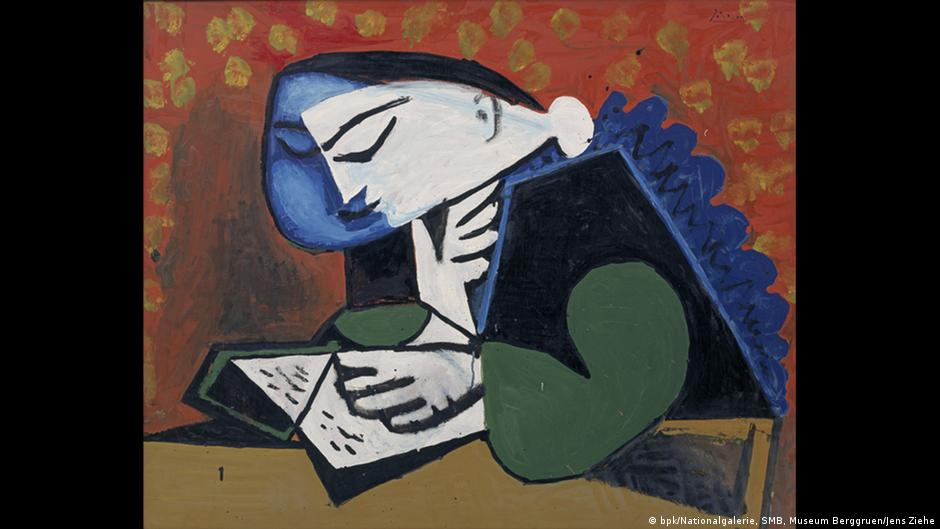 © bpk/Nationalgalerie, SMB, Museum Berggruen/Jens Ziehe